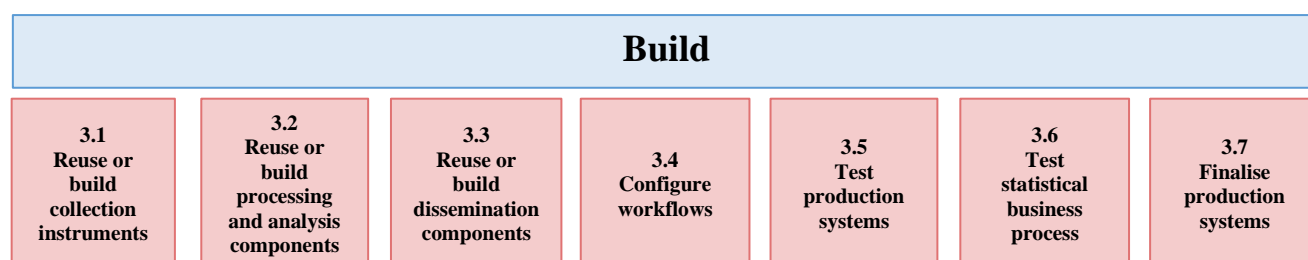 Build
3.1
Reuse or
build
collection
instruments
3.2
Reuse or
build
processing
and analysis
components
3.3
Reuse or
build
dissemination
components
3.4
Configure
workflows
3.5
Test
production
systems
3.6
Test
statistical
business
process
3.7
Finalise
production
systems